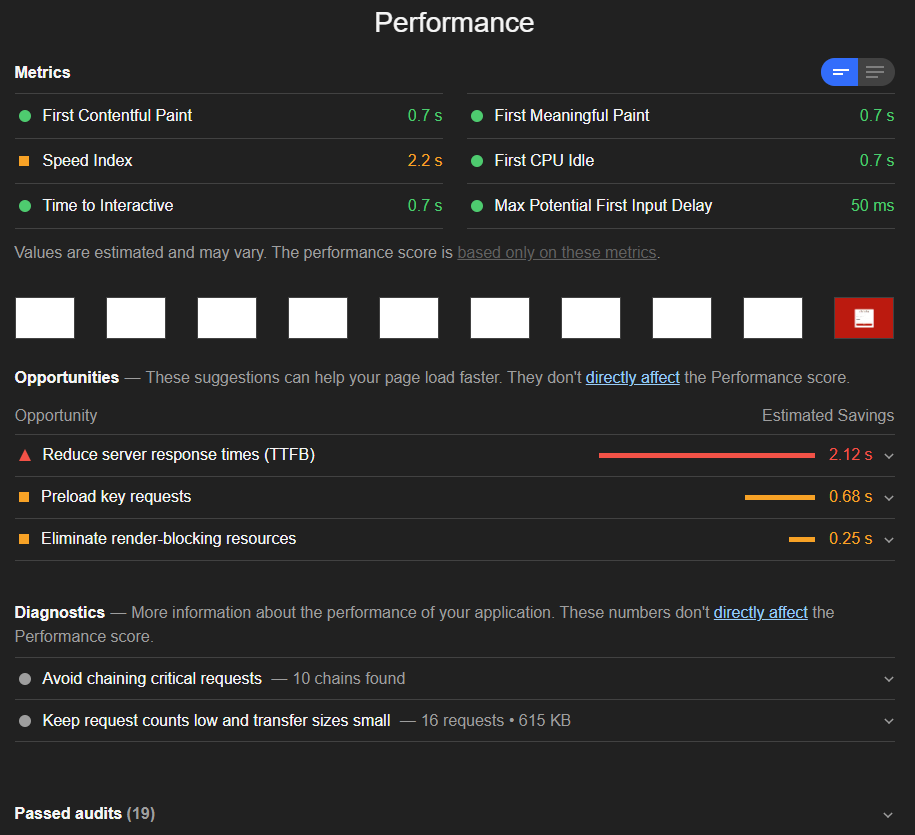 Performance
Metrics
First Contentful Paint 0.7 s
First Meaningful Paint 0.7 s
Speed Index 2.2 s
First CPU Idle 0.7 s
Time to Interactive 0.7 s
Max Potential First Input Delay 50 ms
Values are estimated and may vary. The performance score is based only on these metrics.
Opportunities — These suggestions can help your page load faster. They don't directly affect the Performance score.
Opportunity Estimated Savings
Reduce server response times (TTFB) 2.12 s
Preload key requests 0.68 s
Eliminate render-blocking resources 0.25 s
Diagnostics — More information about the performance of your application. These numbers don't directly affect the
Performance score.
Avoid chaining critical requests — 10 chains found
Keep request counts low and transfer sizes small — 16 requests • 615 KB
Passed audits (19)